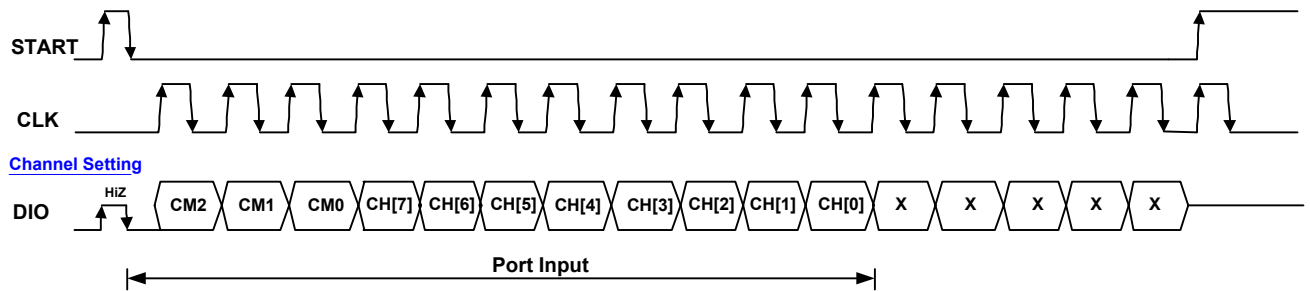 START
CLK
Channel Setting
HiZ
DIO CM2 CM1 CM0 CH[7] CH[6] CH[5] CH[4] CH[3] CH[2] CH[1] CH[0] X X X X X
Port Input